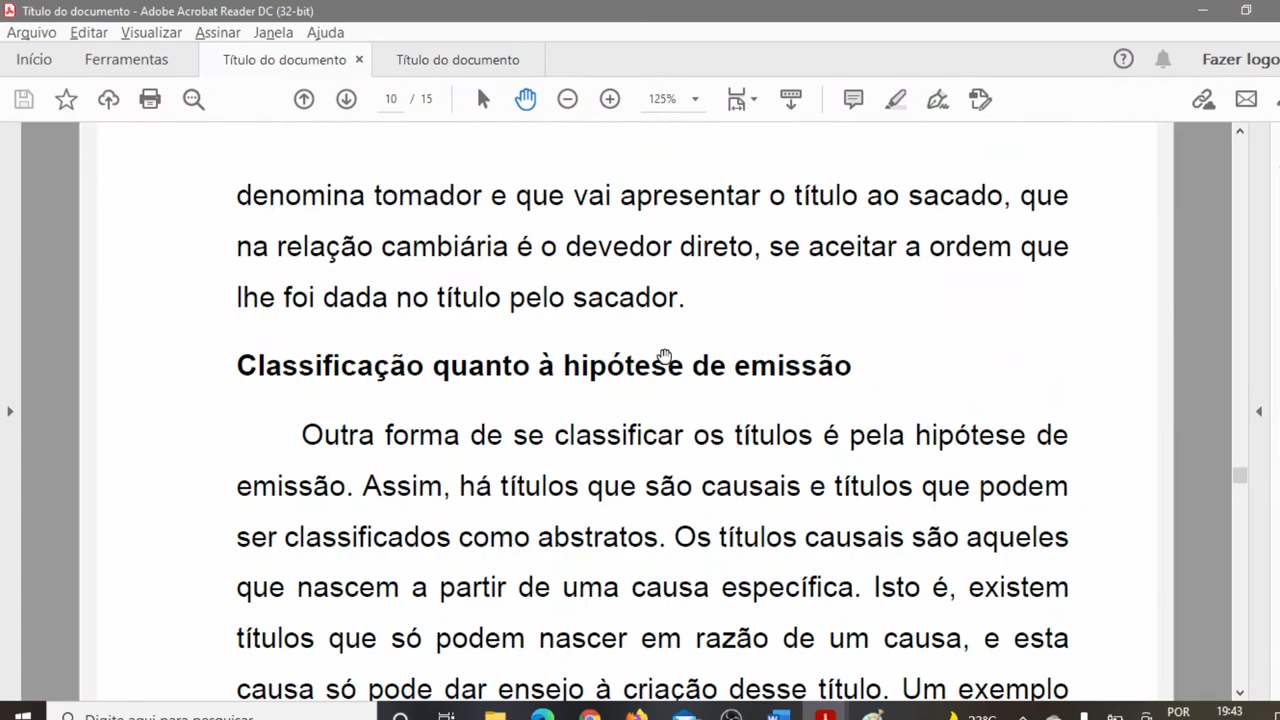 Título do documento - Adobe Acrobat Reader DC (32-bit)
Arquivo Editar Visualizar Assinar Janela Ajuda
Início Ferramentas Título do documento × Título do documento Fazer logo
10 / 15 125%
denomina tomador e que vai apresentar o título ao sacado, que
na relação cambiária é o devedor direto, se aceitar a ordem que
lhe foi dada no título pelo sacador.
Classificação quanto à hipótese de emissão
Outra forma de se classificar os títulos é pela hipótese de
emissão. Assim, há títulos que são causais e títulos que podem
ser classificados como abstratos. Os títulos causais são aqueles
que nascem a partir de uma causa específica. Isto é, existem
títulos que só podem nascer em razão de um causa, e esta
causa só pode dar ensejo à criação desse título. Um exemplo
Digite aqui para pesquisar 23°C POR 19:43